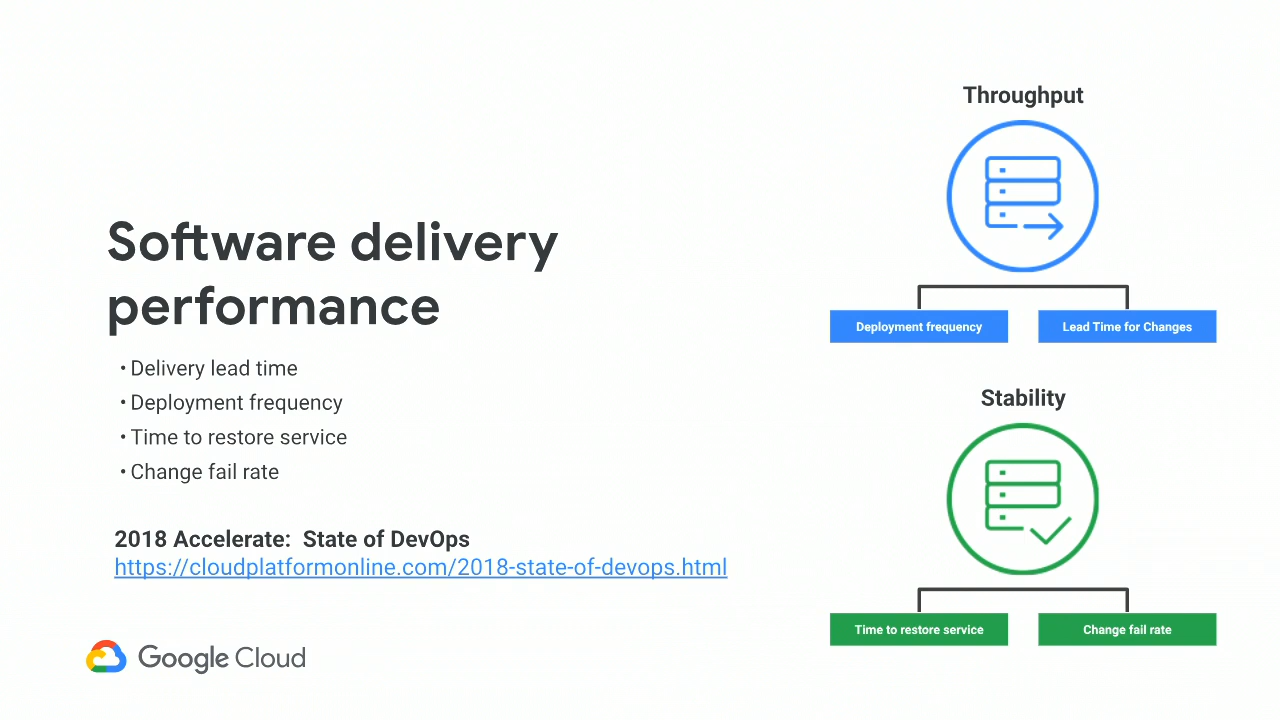 Software delivery
performance
• Delivery lead time
• Deployment frequency
• Time to restore service
• Change fail rate
2018 Accelerate:  State of DevOps
https://cloudplatformonline.com/2018-state-of-devops.html
Google Cloud
Throughput
Deployment frequency
Lead Time for Changes
Stability
Time to restore service
Change fail rate